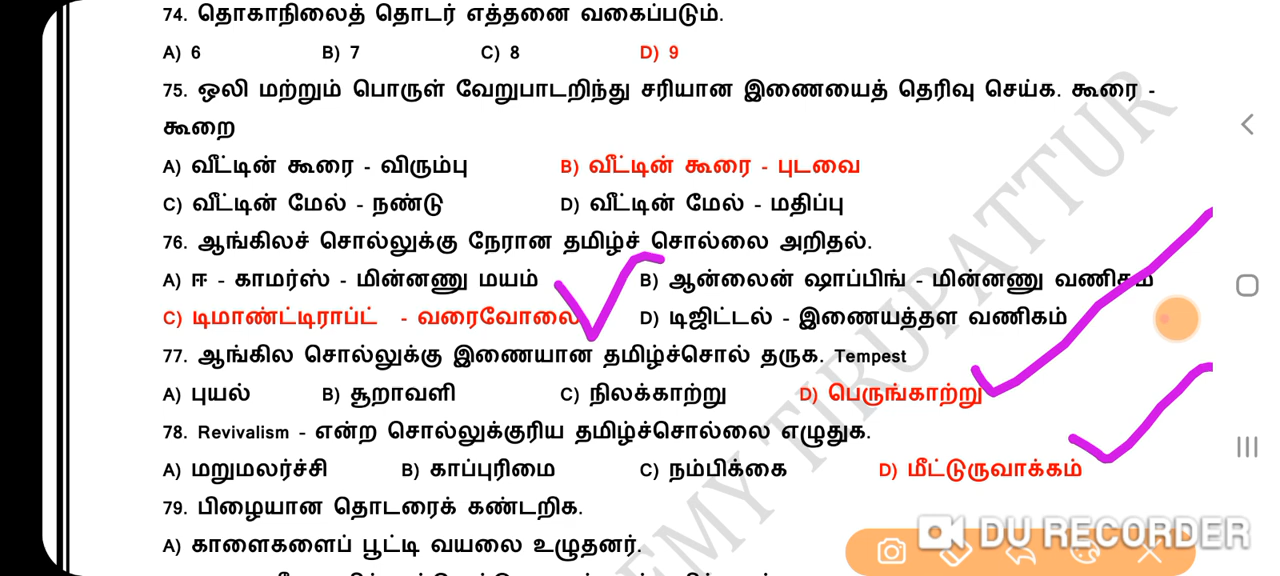 74. தொகாநிலைத் தொடர் எத்தனை வகைப்படும்.
A) 6 B) 7 C) 8 D) 9
75. ஒலி மற்றும் பொருள் வேறுபாடறிந்து சரியான இணையைத் தெரிவு செய்க. கூரை -
கூறை
A) வீட்டின் கூரை - விரும்பு B) வீட்டின் கூரை - புடவை
C) வீட்டின் மேல் - நண்டு D) வீட்டின் மேல் - மதிப்பு
76. ஆங்கிலச் சொல்லுக்கு நேரான தமிழ்ச் சொல்லை அறிதல்.
A) ஈ - காமர்ஸ் - மின்னணு மயம் B) ஆன்லைன் ஷாப்பிங் - மின்னணு வணிகம்
C) டிமாண்ட்டிராப்ட் - வரைவோலை D) டிஜிட்டல் - இணையத்தள வணிகம்
77. ஆங்கில சொல்லுக்கு இணையான தமிழ்ச்சொல் தருக. Tempest
A) புயல் B) சூறாவளி C) நிலக்காற்று D) பெருங்காற்று
78. Revivalism - என்ற சொல்லுக்குரிய தமிழ்ச்சொல்லை எழுதுக.
A) மறுமலர்ச்சி B) காப்புரிமை C) நம்பிக்கை D) மீட்டுருவாக்கம்
79. பிழையான தொடரைக் கண்டறிக.
A) காளைகளைப் பூட்டி வயலை உழுதனர்.
EMY TIRUPATTUR
DU RECORDER